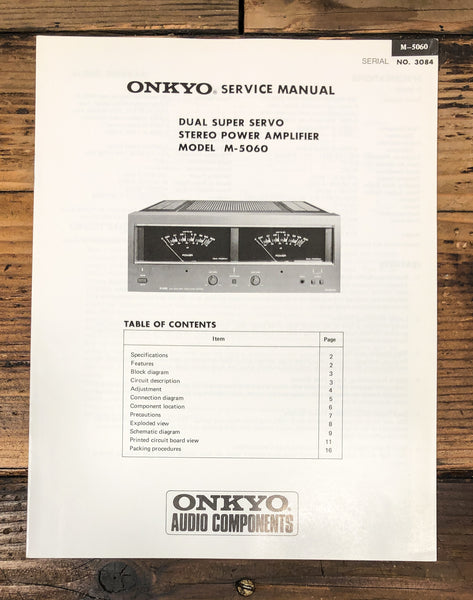 M-5060
SERIAL NO. 3084
ONKYO® SERVICE MANUAL
DUAL SUPER SERVO
STEREO POWER AMPLIFIER
MODEL M-5060
POWER
POWER
TABLE OF CONTENTS
Item Page
Specifications 2
Features 2
Block diagram 3
Circuit description 3
Adjustment 4
Connection diagram 5
Component location 6
Precautions 7
Exploded view 8
Schematic diagram 9
Printed circuit board view 11
Packing procedures 16
ONKYO®
AUDIO COMPONENTS